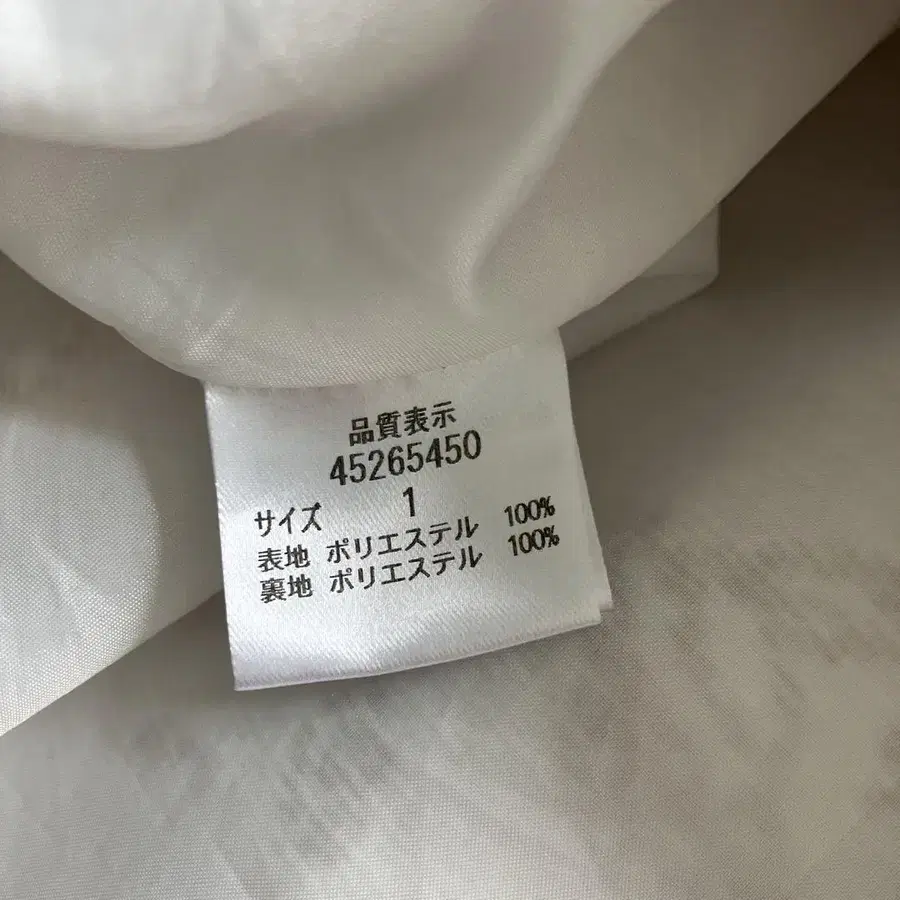 品質表示
45265450
サイズ 1
表地 ポリエステル 100%
裏地 ポリエステル 100%